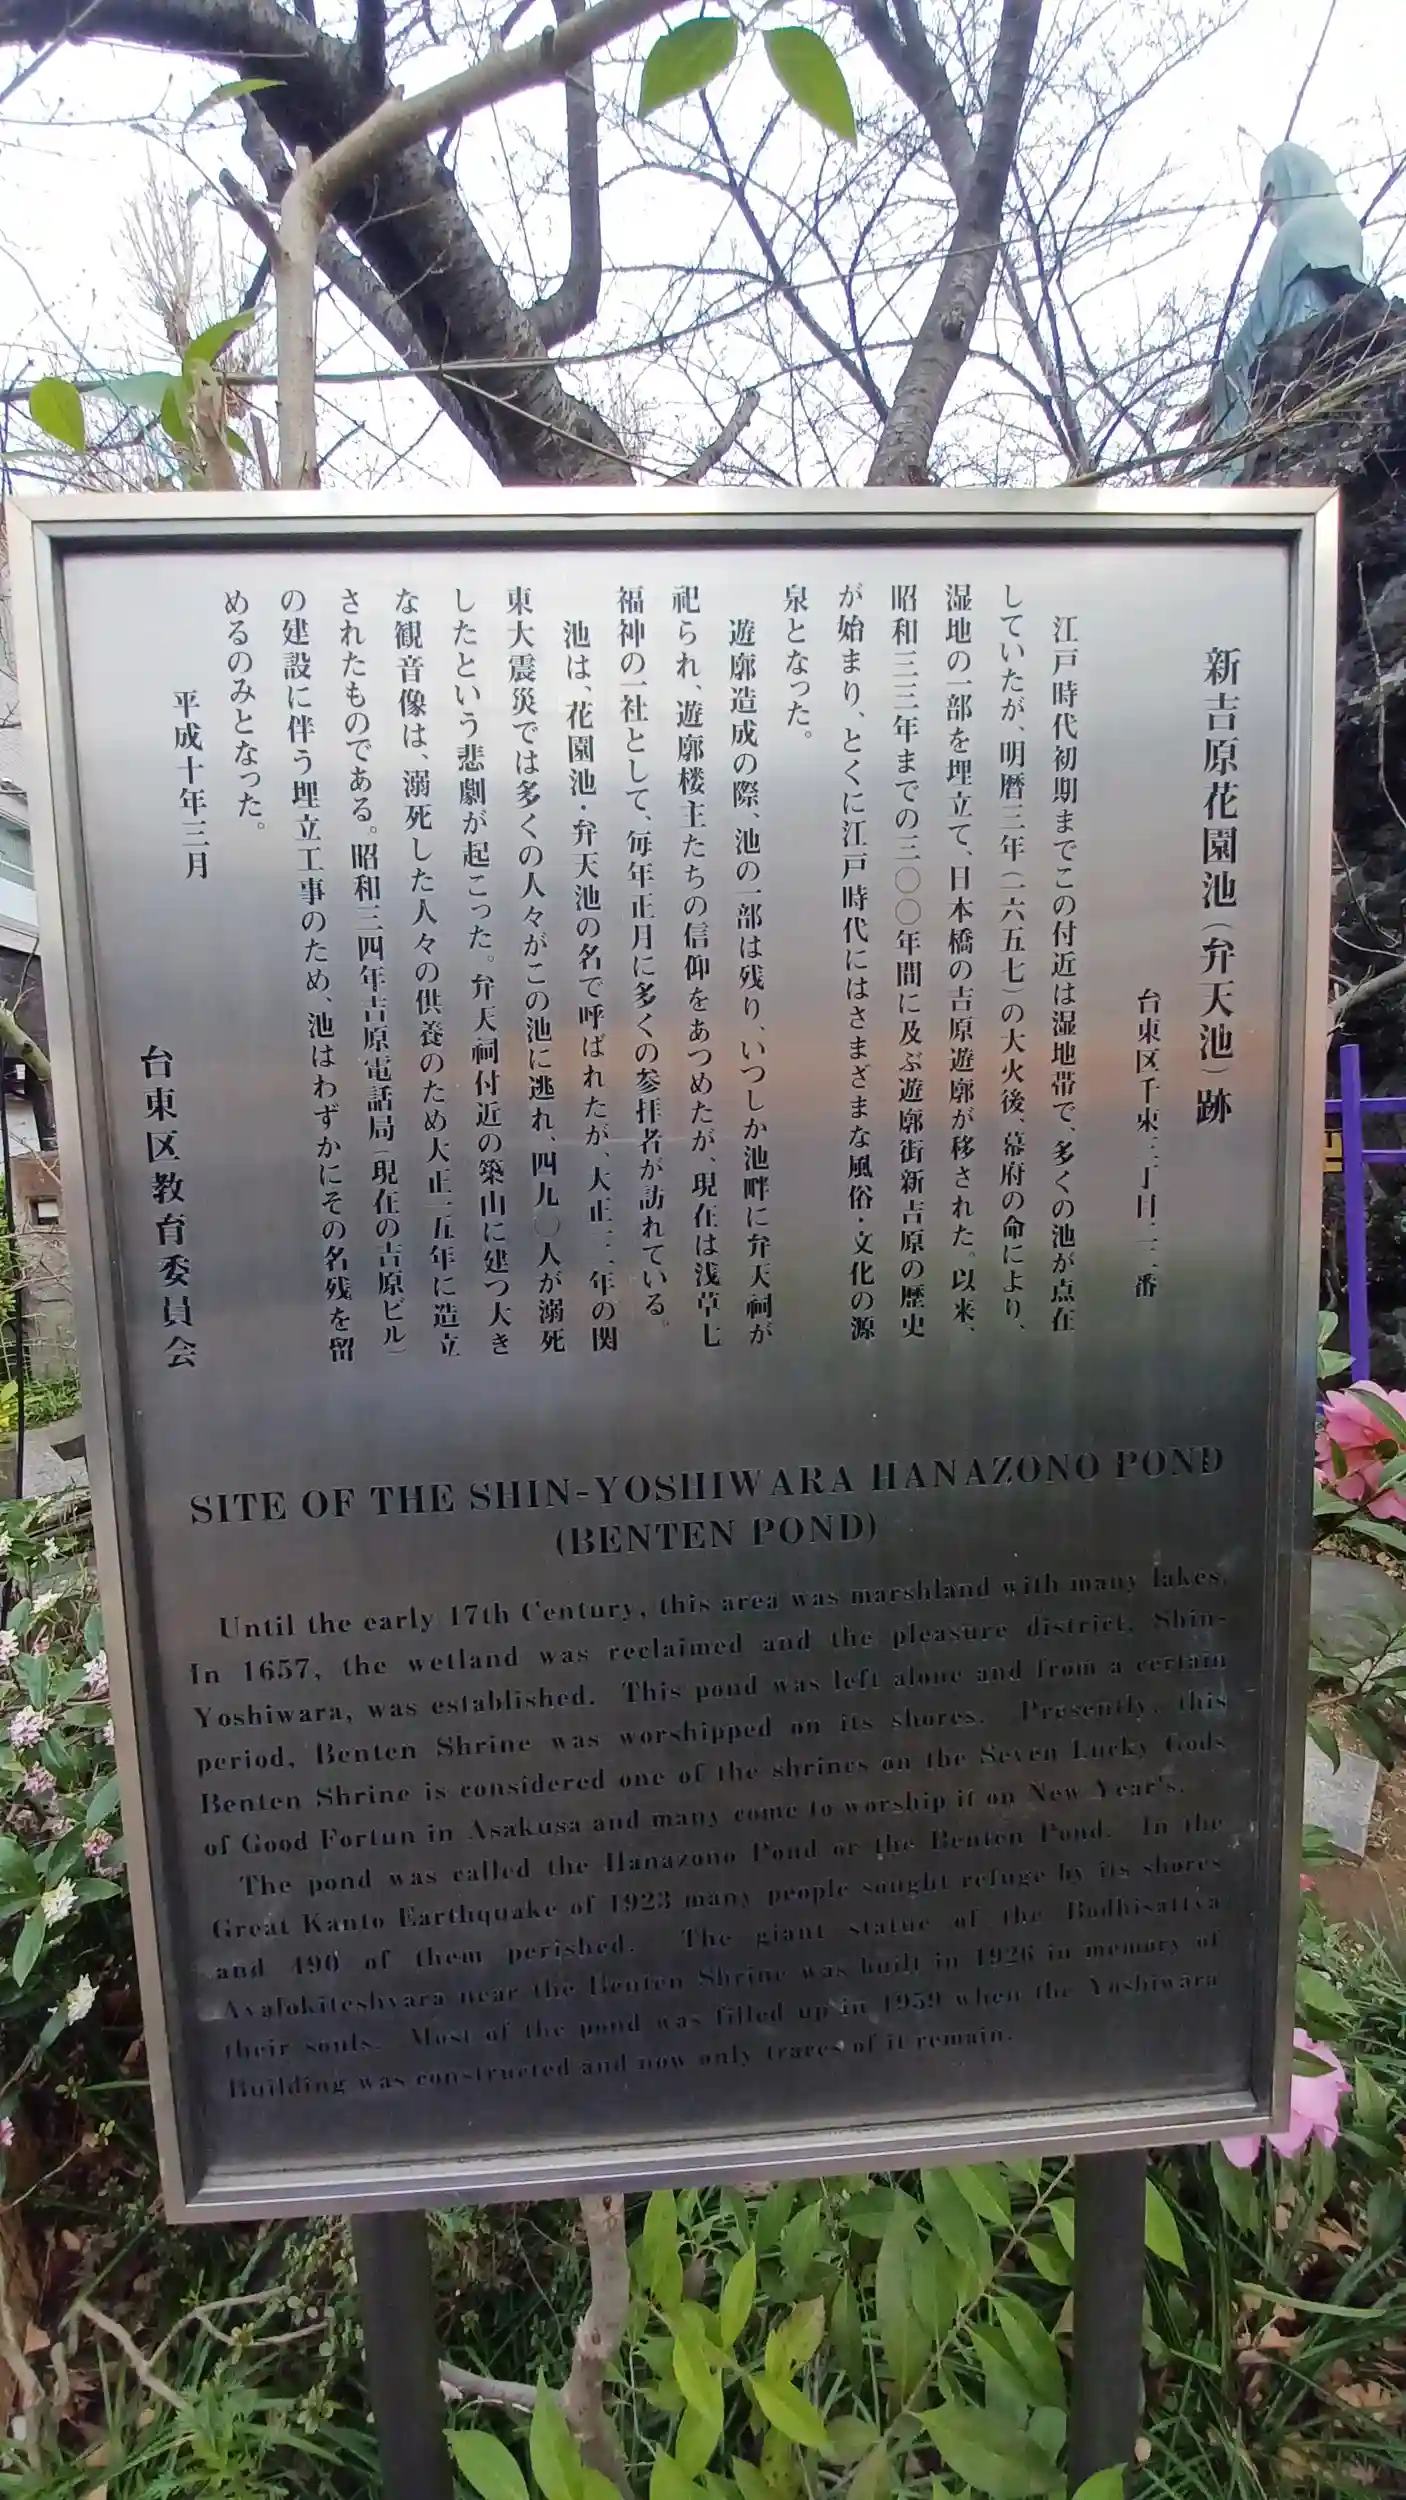 新吉原花園池（弁天池）跡
台東区千束三丁目二二番
江戸時代初期までこの付近は湿地帯で、多くの池が点在
していたが、明暦三年（一六五七）の大火後、幕府の命により、
湿地の一部を埋立て、日本橋の吉原遊廓が移された。以来、
昭和三三年までの三〇〇年間に及ぶ遊廓街新吉原の歴史
が始まり、とくに江戸時代にはさまざまな風俗・文化の源
泉となった。
遊廓造成の際、池の一部は残り、いつしか池畔に弁天祠が
祀られ、遊廓楼主たちの信仰をあつめたが、現在は浅草七
福神の一社として、毎年正月に多くの参拝者が訪れている。
池は、花園池・弁天池の名で呼ばれたが、大正一二年の関
東大震災では多くの人々がこの池に逃れ、四九〇人が溺死
したという悲劇が起こった。弁天祠付近の築山に建つ大き
な観音像は、溺死した人々の供養のため大正一五年に造立
されたものである。昭和三四年吉原電話局（現在の吉原ビル）
の建設に伴う埋立工事のため、池はわずかにその名残を留
めるのみとなった。
平成十年三月
台東区教育委員会
SITE OF THE SHIN-YOSHIWARA HANAZONO POND
(BENTEN POND)
Until the early 17th Century, this area was marshland with many lakes.
In 1657, the wetland was reclaimed and the pleasure district, Shin-
Yoshiwara, was established. This pond was left alone and from a certain
period, Benten Shrine was worshipped on its shores. Presently, this
Benten Shrine is considered one of the shrines on the Seven Lucky Gods
of Good Fortun in Asakusa and many come to worship it on New Year's.
The pond was called the Hanazono Pond or the Benten Pond. In the
Great Kanto Earthquake of 1923 many people sought refuge by its shores
and 490 of them perished. The giant statue of the Bodhisattva
Avalokiteshvara near the Benten Shrine was built in 1926 in memory of
their souls. Most of the pond was filled up in 1959 when the Yoshiwara
Building was constructed and now only traces of it remain.